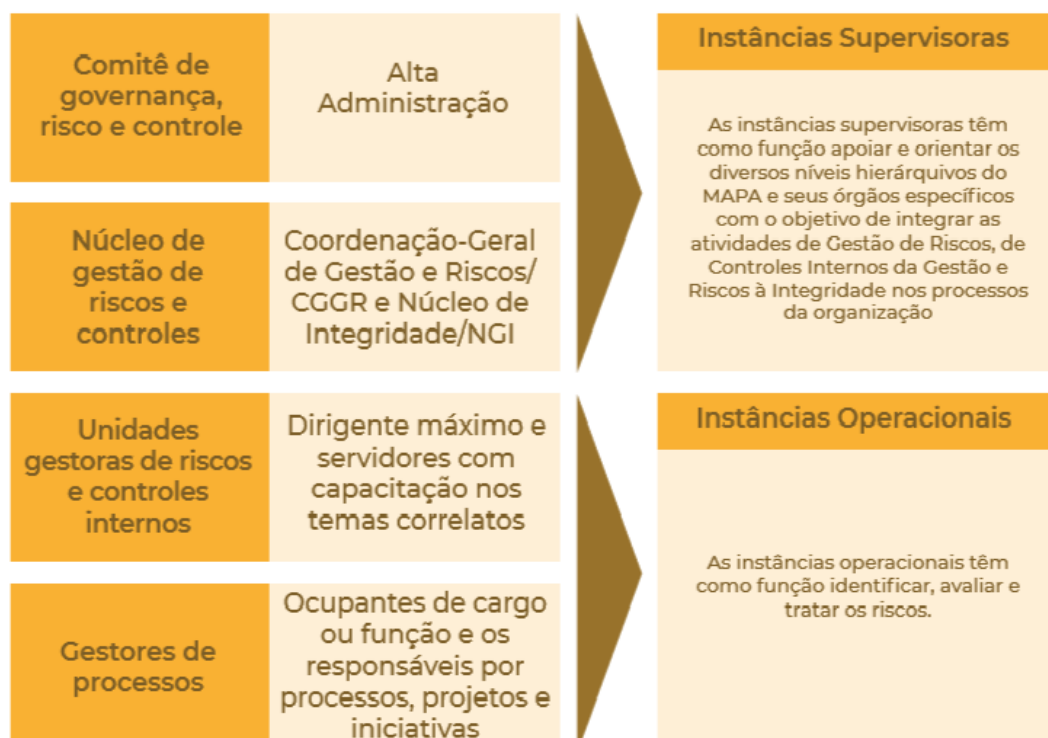 Comitê de
governança,
risco e controle
Alta
Administração
Instâncias Supervisoras
As instâncias supervisoras têm
como função apoiar e orientar os
diversos níveis hierárquivos do
MAPA e seus órgãos específicos
com o objetivo de integrar as
atividades de Gestão de Riscos, de
Controles Internos da Gestão e
Riscos à Integridade nos processos
da organização
Núcleo de
gestão de
riscos e
controles
Coordenação-Geral
de Gestão e Riscos/
CGGR e Núcleo de
Integridade/NGI
Unidades
gestoras de riscos
e controles
internos
Dirigente máximo e
servidores com
capacitação nos
temas correlatos
Instâncias Operacionais
As instâncias operacionais têm
como função identificar, avaliar e
tratar os riscos.
Gestores de
processos
Ocupantes de cargo
ou função e os
responsáveis por
processos, projetos e
iniciativas